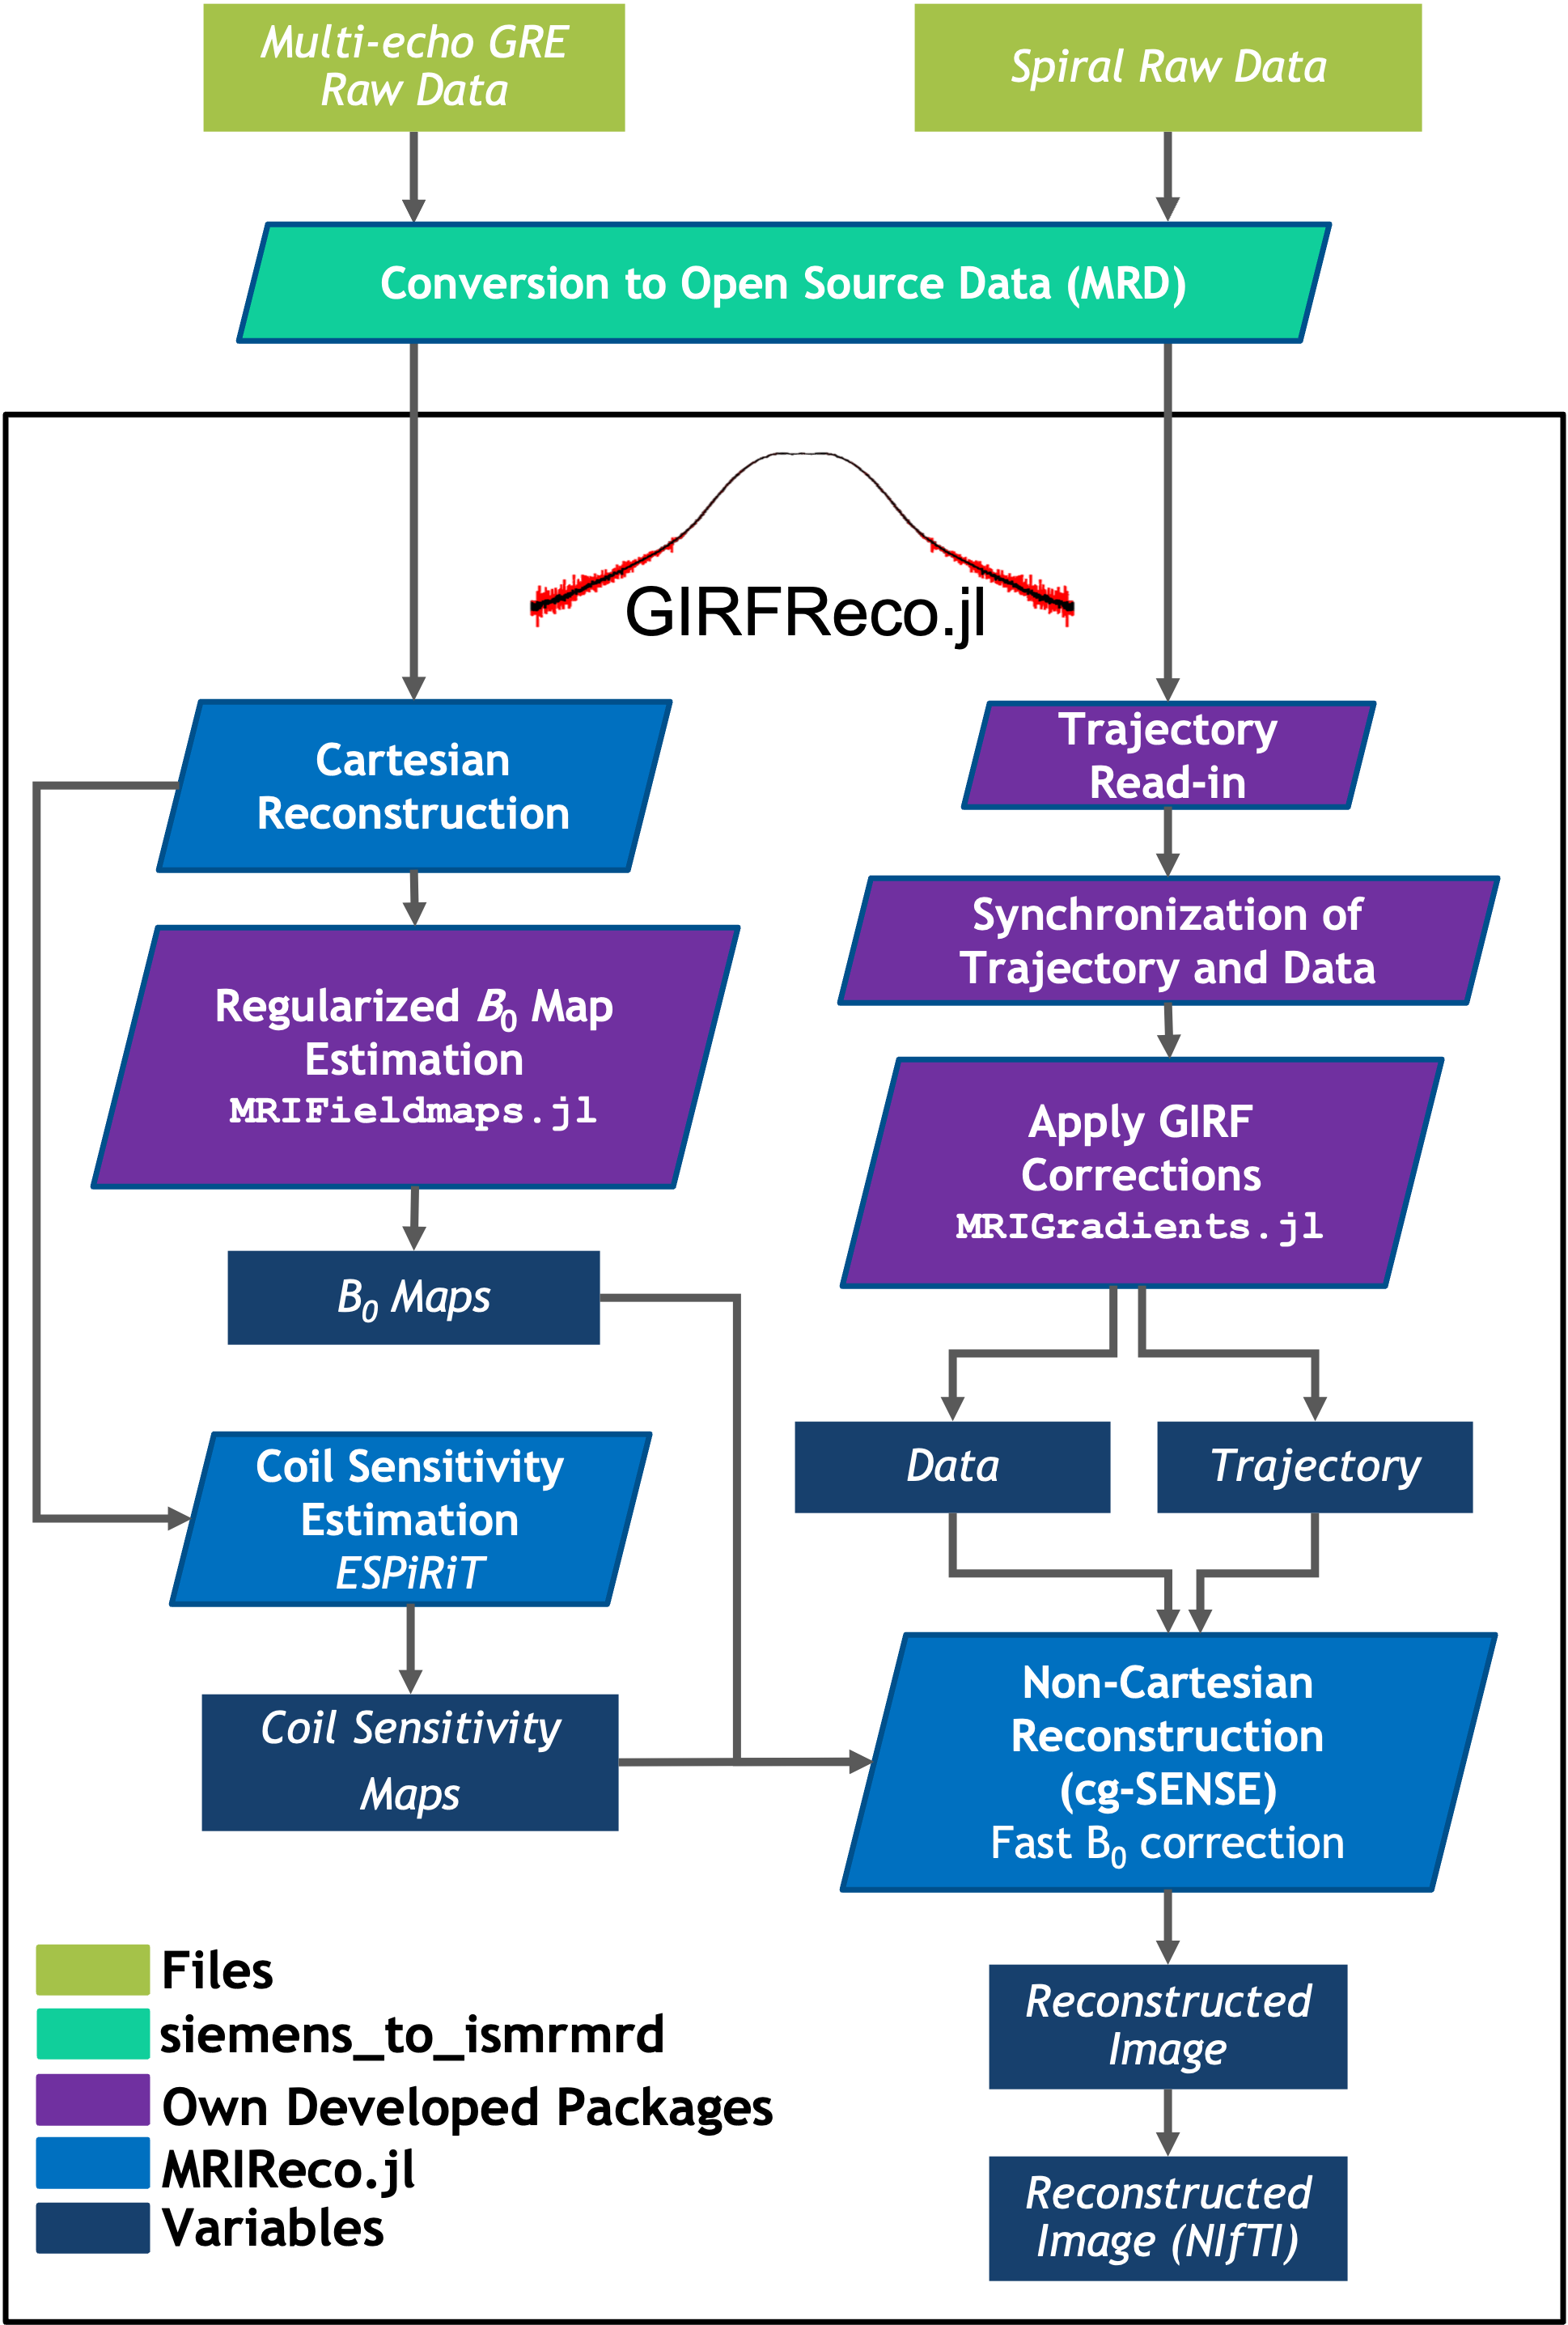 Multi-echo GRE
Raw Data
Spiral Raw Data
Conversion to Open Source Data (MRD)
GIRFReco.jl
Cartesian
Reconstruction
Regularized B₀ Map
Estimation
MRIFieldmaps.jl
B₀ Maps
Coil Sensitivity
Estimation
ESPiRiT
Coil Sensitivity
Maps
Trajectory
Read-in
Synchronization of
Trajectory and Data
Apply GIRF
Corrections
MRIGradients.jl
Data
Trajectory
Non-Cartesian
Reconstruction
(cg-SENSE)
Fast B₀ correction
Reconstructed
Image
Reconstructed
Image (NIfTI)
Files
siemens_to_ismrmrd
Own Developed Packages
MRIReco.jl
Variables